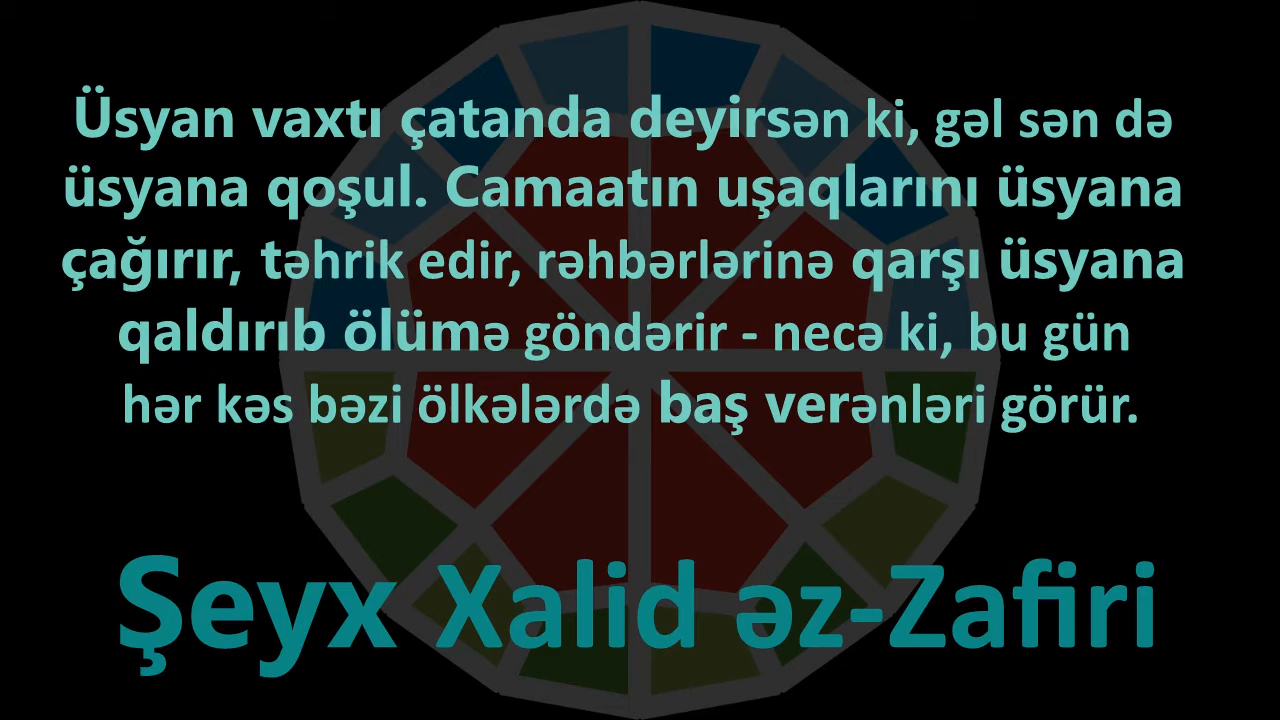 Üsyan vaxtı çatanda deyirsən ki, gəl sən də
üsyana qoşul. Camaatın uşaqlarını üsyana
çağırır, təhrik edir, rəhbərlərinə qarşı üsyana
qaldırıb ölümə göndərir - necə ki, bu gün
hər kəs bəzi ölkələrdə baş verənləri görür.
Şeyx Xalid əz-Zafiri